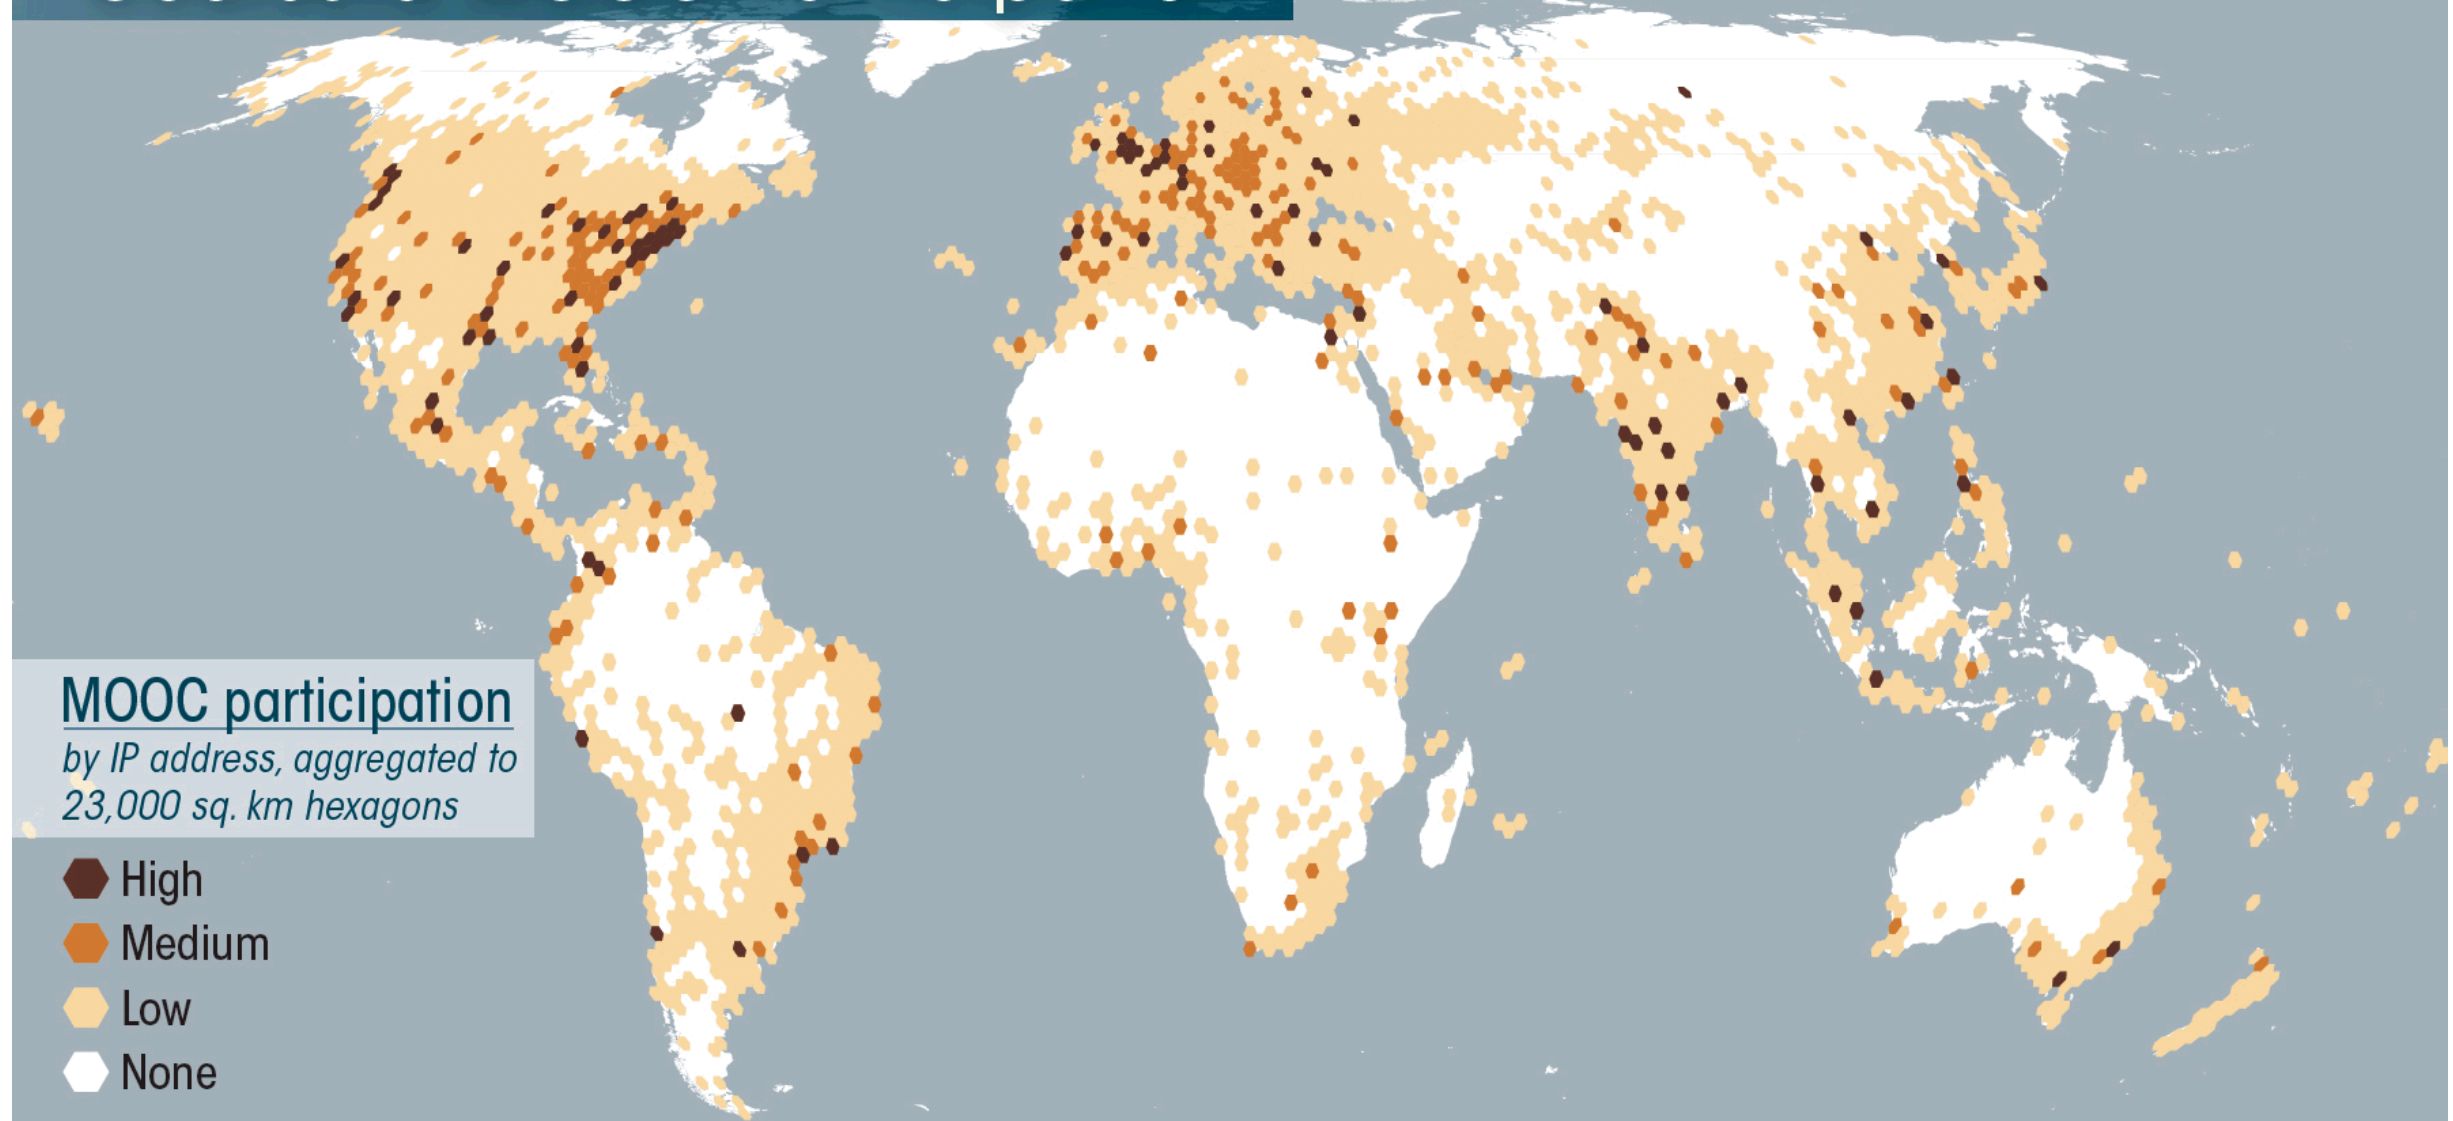 MOOC participation
by IP address, aggregated to
23,000 sq. km hexagons
High
Medium
Low
None